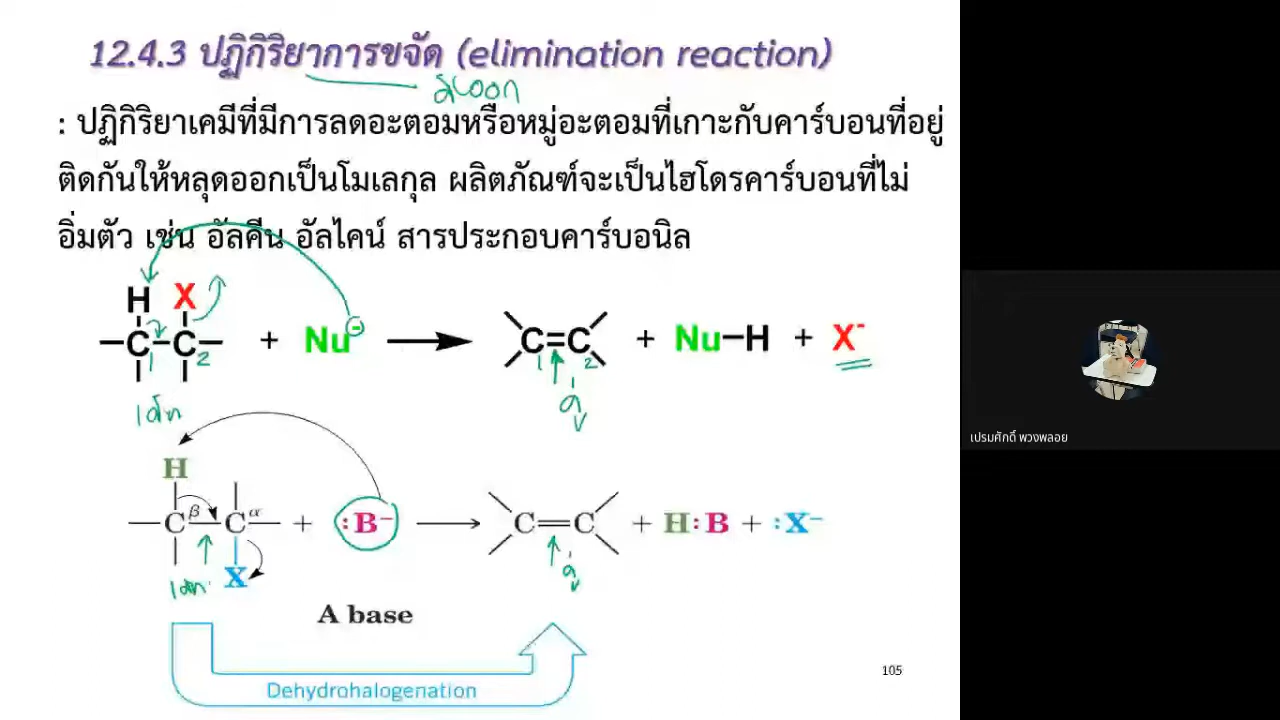 12.4.3 ปฏิกิริยาการขจัด (elimination reaction)
: ปฏิกิริยาเคมีที่มีการลดอะตอมหรือหมู่อะตอมที่เกาะกับคาร์บอนที่อยู่
ติดกันให้หลุดออกเป็นโมเลกุล ผลิตภัณฑ์จะเป็นไฮโดรคาร์บอนที่ไม่
อิ่มตัว เช่น อัลคีน อัลไคน์ สารประกอบคาร์บอนิล
H X
C C + Nu⁻ C=C + Nu-H + X⁻
1 2 1 2
คู่
H
C β C α + :B⁻ C=C + H:B + :X⁻
คู่
X
A base
เปรมศักดิ์ พวงพลอย
105
Dehydrohalogenation